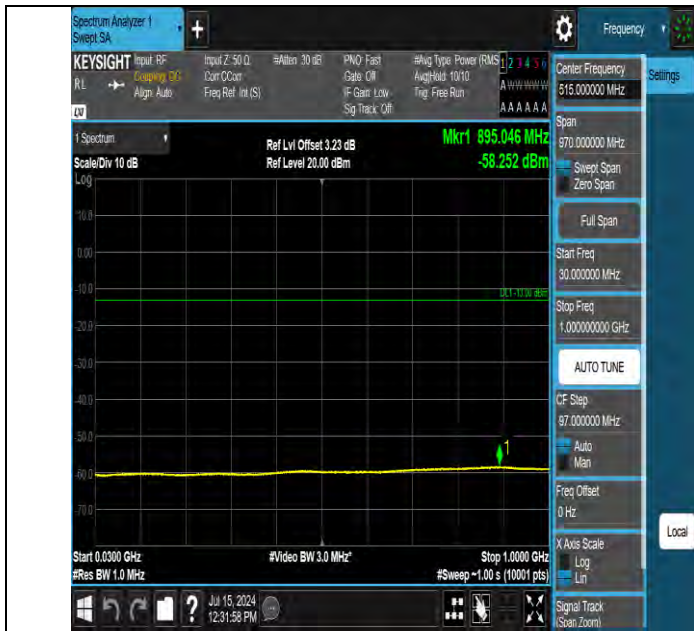 Spectrum Analyzer 1
Swept SA
+
Frequency
KEYSIGHT
RL
LXI
Input: RF
Coupling: DC
Align: Auto
Input Z: 50 Ω
Corr CCorr
Freq Ref: Int (S)
#Atten: 30 dB
PNO: Fast
Gate: Off
IF Gain: Low
Sig Track: Off
#Avg Type: Power (RMS
Avg|Hold: 10/10
Trig: Free Run
1 2 3 4 5 6
A W W W W W
A A A A A A
Center Frequency
515.000000 MHz
Settings
Span
970.000000 MHz
Swept Span
Zero Span
Full Span
Start Freq
30.000000 MHz
Stop Freq
1.000000000 GHz
AUTO TUNE
CF Step
97.000000 MHz
Auto
Man
Freq Offset
0 Hz
X Axis Scale
Log
Lin
Signal Track
(Span Zoom)
Local
1 Spectrum
Scale/Div 10 dB
Log
Ref Lvl Offset 3.23 dB
Ref Level 20.00 dBm
Mkr1 895.046 MHz
-58.252 dBm
10.0
0.00
-10.0
DL1 -13.00 dBm
-20.0
-30.0
-40.0
-50.0
1
-60.0
-70.0
Start 0.0300 GHz
#Res BW 1.0 MHz
#Video BW 3.0 MHz*
Stop 1.0000 GHz
#Sweep ~1.00 s (10001 pts)
?
Jul 15, 2024
12:31:58 PM